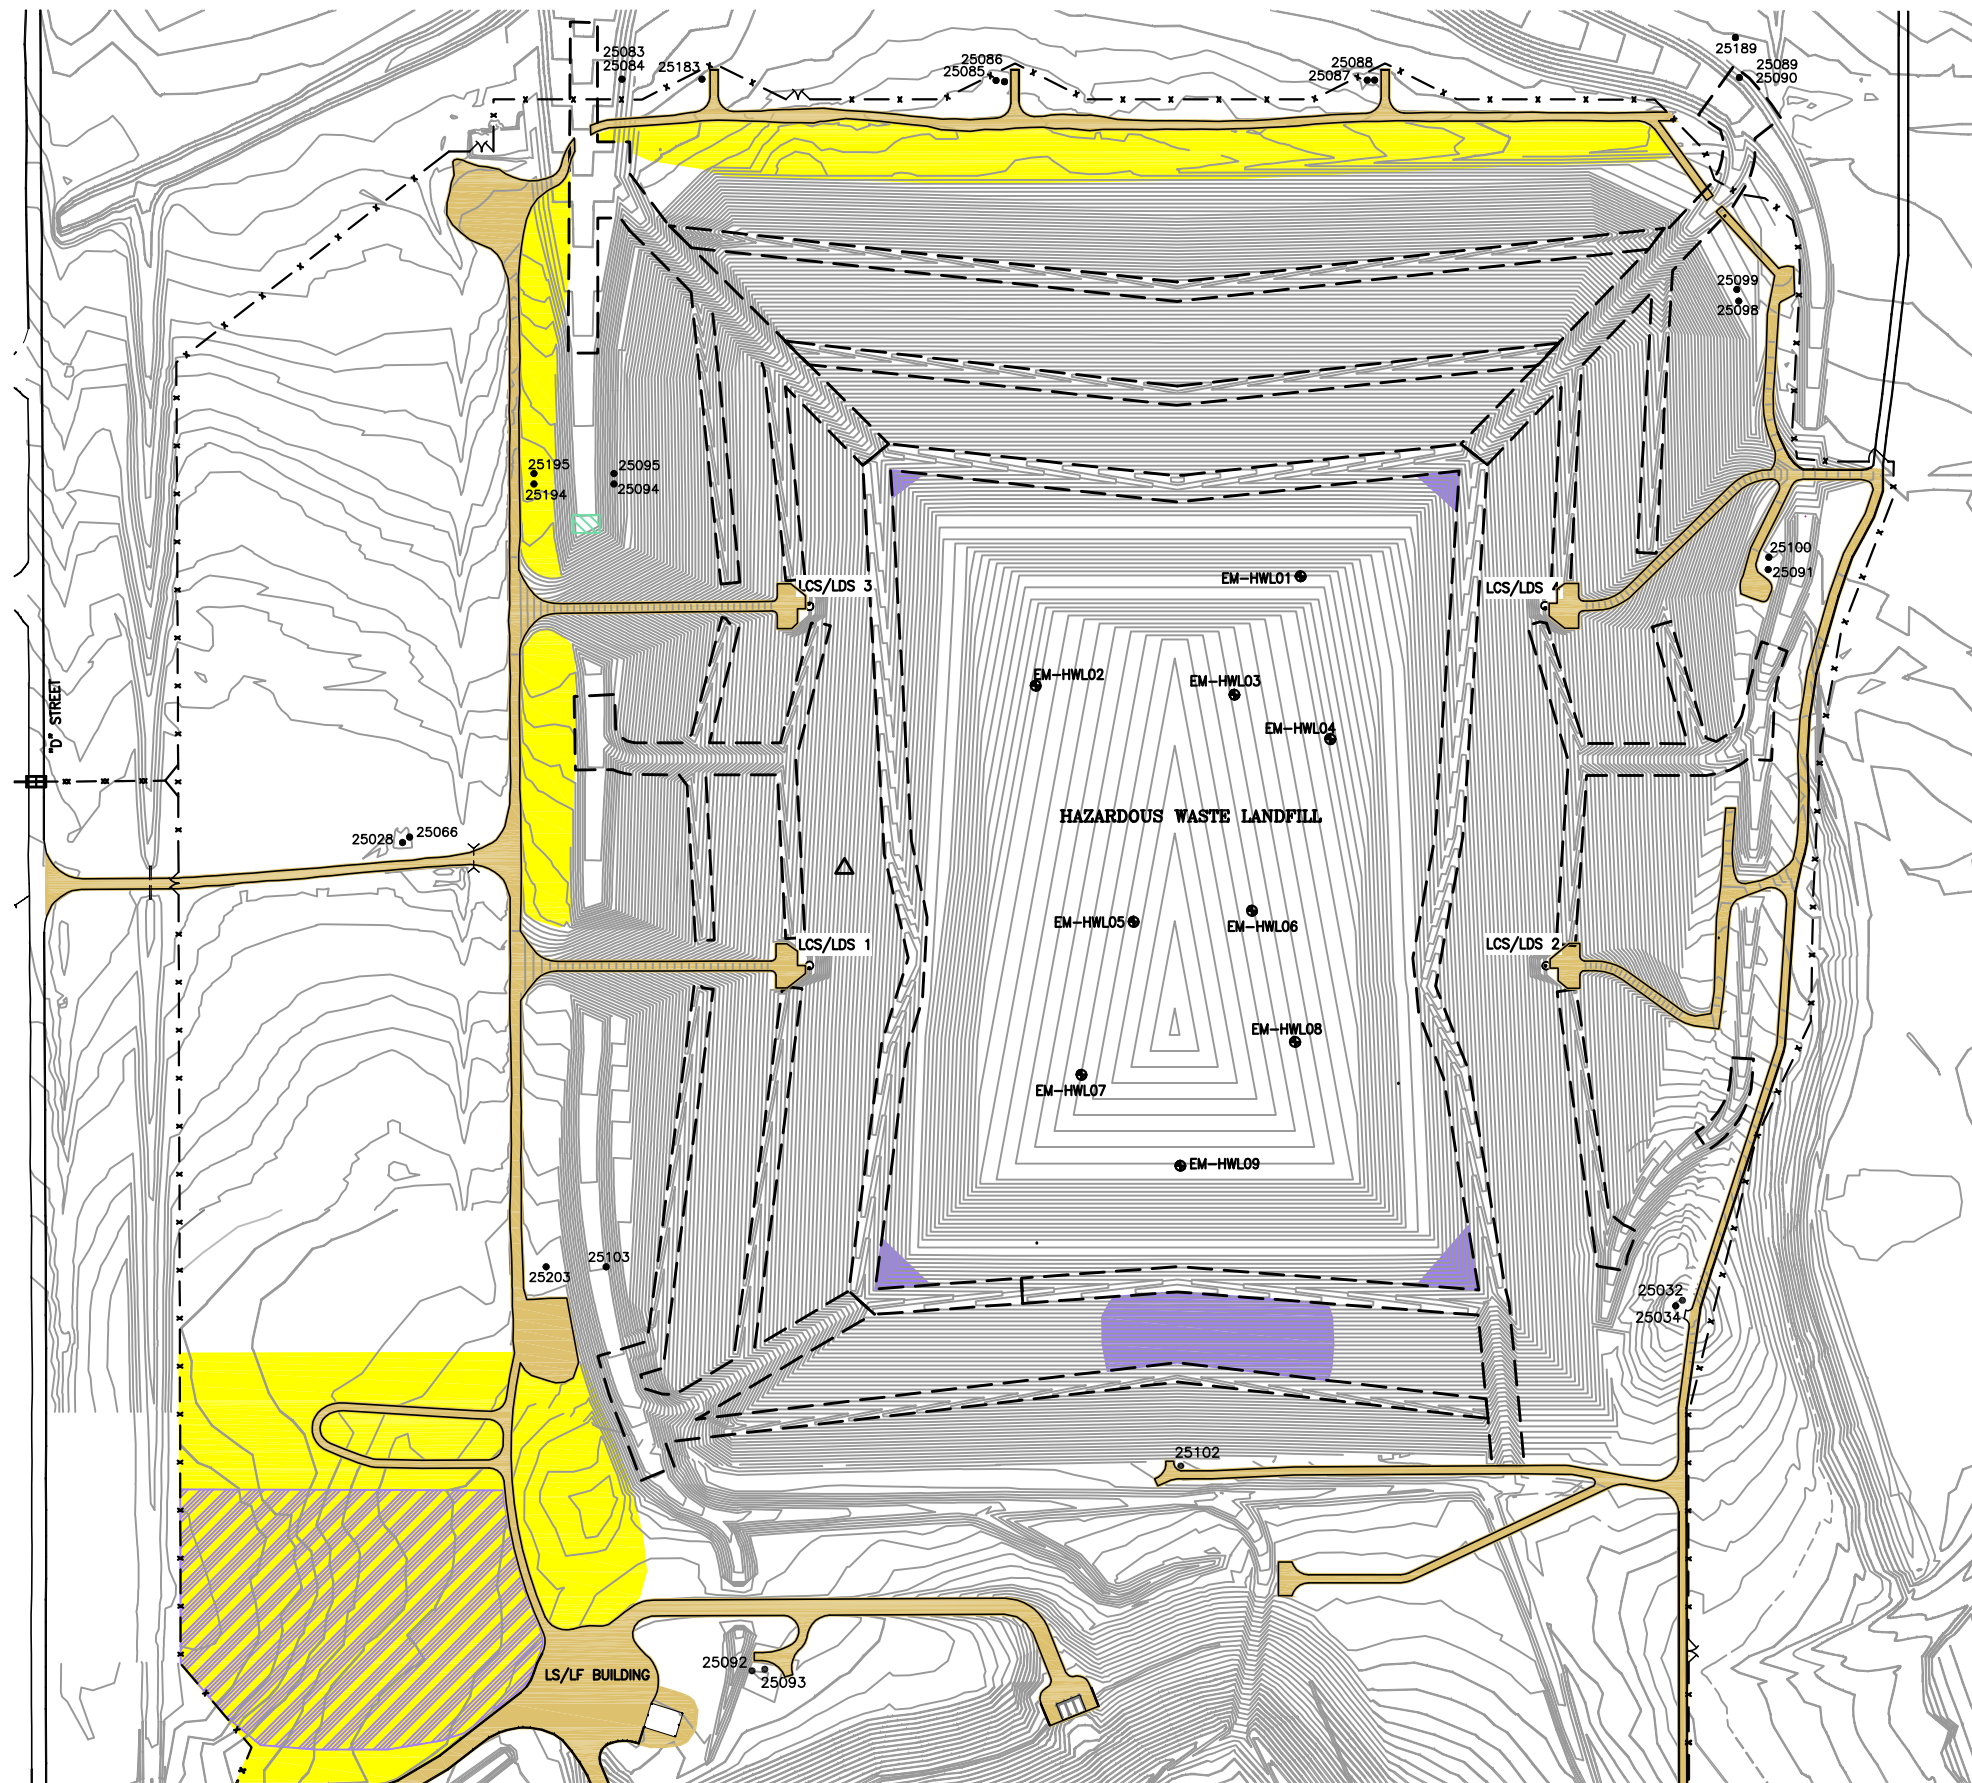 25083
25084
25183
25086
25085
25088
25087
25189
25089
25090
25099
25098
25195
25194
25095
25094
25100
25091
LCS/LDS 3
LCS/LDS 4
EM-HWL01
EM-HWL02
EM-HWL03
EM-HWL04
"D" STREET
HAZARDOUS WASTE LANDFILL
25028
25066
EM-HWL05
EM-HWL06
LCS/LDS 1
LCS/LDS 2
EM-HWL08
EM-HWL07
EM-HWL09
25103
25203
25032
25034
25102
25092
25093
LS/LF BUILDING